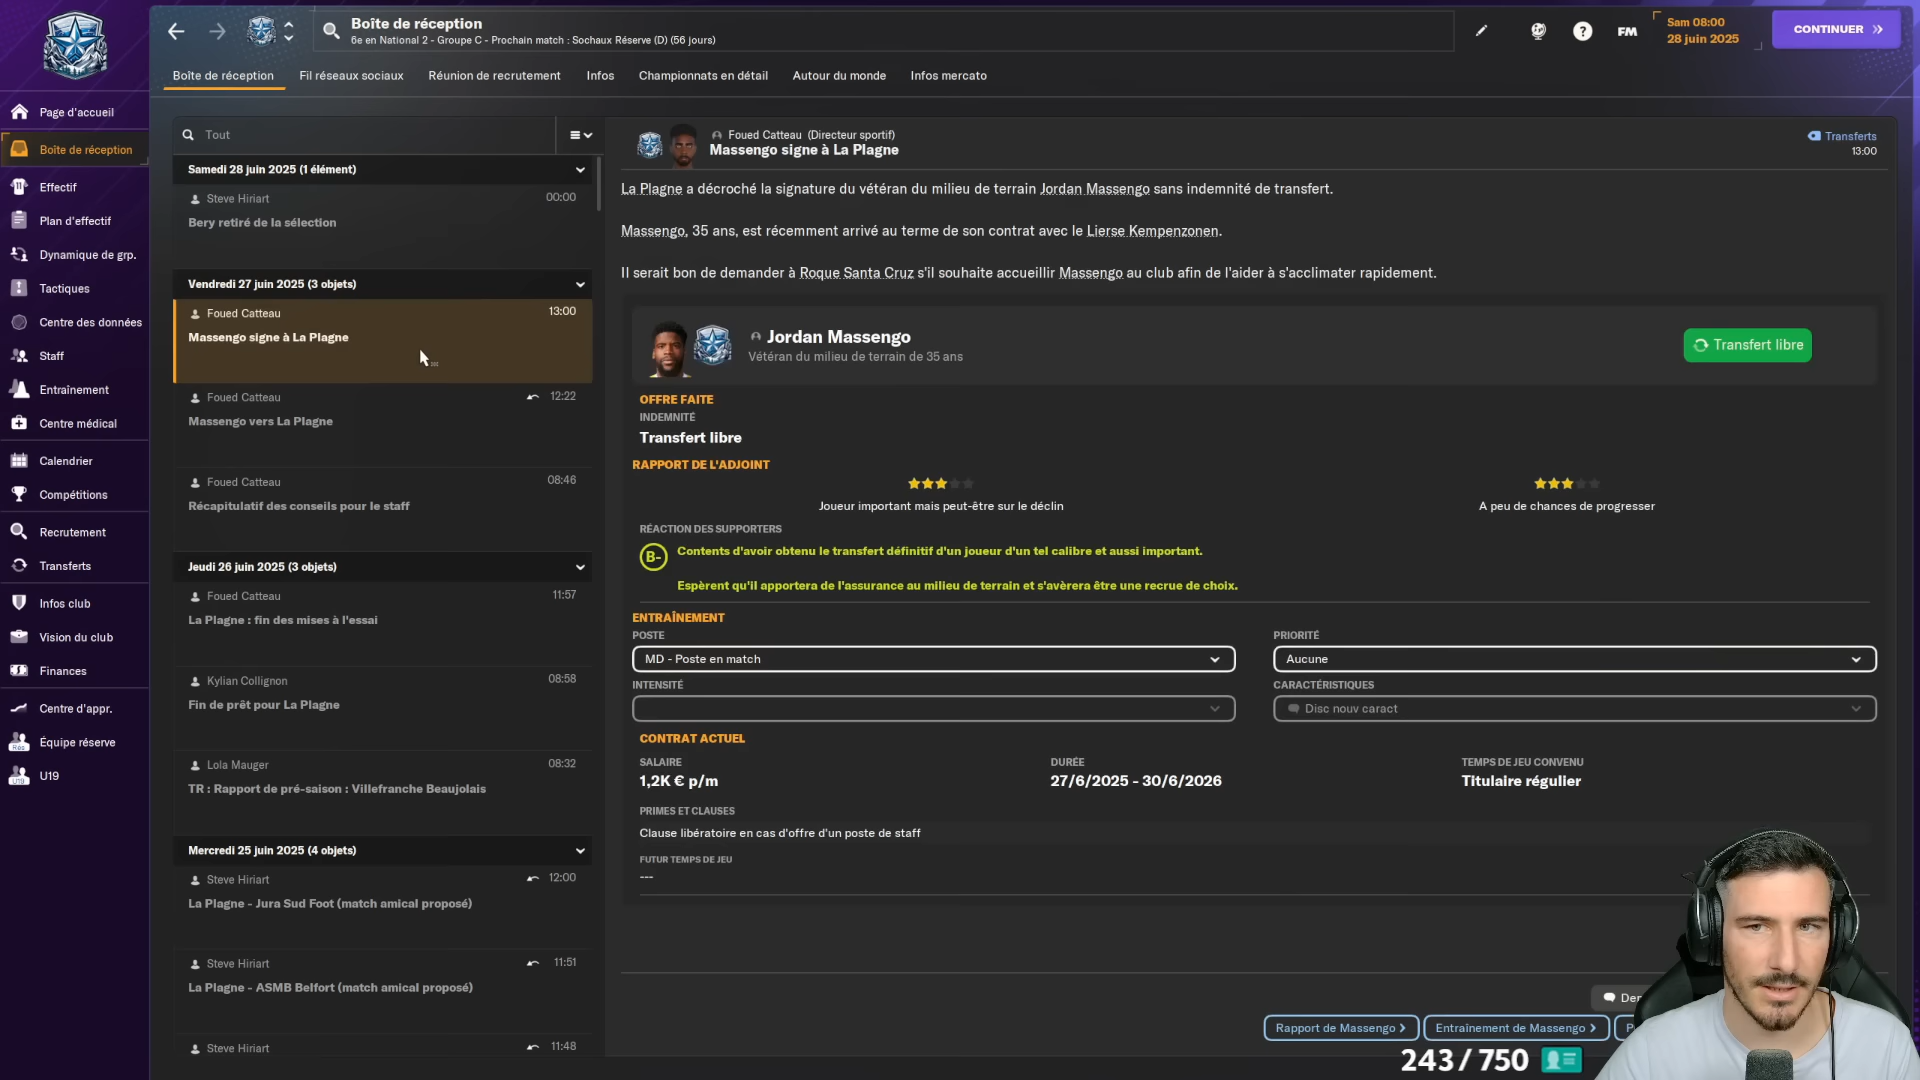 Boîte de réception
6e en National 2 - Groupe C - Prochain match : Sochaux Réserve (D) (56 jours)
FM
Sam 08:00
28 juin 2025
CONTINUER
Boîte de réception
Fil réseaux sociaux
Réunion de recrutement
Infos
Championnats en détail
Autour du monde
Infos mercato
Page d'accueil
Boîte de réception
Effectif
Plan d'effectif
Dynamique de grp.
Tactiques
Centre des données
Staff
Entraînement
Centre médical
Calendrier
Compétitions
Recrutement
Transferts
Infos club
Vision du club
Finances
Centre d'appr.
Équipe réserve
U19
Tout
Samedi 28 juin 2025 (1 élément)
Steve Hiriart 00:00
Bery retiré de la sélection
Vendredi 27 juin 2025 (3 objets)
Foued Catteau 13:00
Massengo signe à La Plagne
Foued Catteau 12:22
Massengo vers La Plagne
Foued Catteau 08:46
Récapitulatif des conseils pour le staff
Jeudi 26 juin 2025 (3 objets)
Foued Catteau 11:57
La Plagne : fin des mises à l'essai
Kylian Collignon 08:58
Fin de prêt pour La Plagne
Lola Mauger 08:32
TR : Rapport de pré-saison : Villefranche Beaujolais
Mercredi 25 juin 2025 (4 objets)
Steve Hiriart 12:00
La Plagne - Jura Sud Foot (match amical proposé)
Steve Hiriart 11:51
La Plagne - ASMB Belfort (match amical proposé)
Steve Hiriart 11:48
Foued Catteau (Directeur sportif)
Massengo signe à La Plagne
Transferts
13:00
La Plagne a décroché la signature du vétéran du milieu de terrain Jordan Massengo sans indemnité de transfert.
Massengo, 35 ans, est récemment arrivé au terme de son contrat avec le Lierse Kempenzonen.
Il serait bon de demander à Roque Santa Cruz s'il souhaite accueillir Massengo au club afin de l'aider à s'acclimater rapidement.
Jordan Massengo
Vétéran du milieu de terrain de 35 ans
Transfert libre
OFFRE FAITE
INDEMNITÉ
Transfert libre
RAPPORT DE L'ADJOINT
Joueur important mais peut-être sur le déclin
A peu de chances de progresser
RÉACTION DES SUPPORTERS
B-
Contents d'avoir obtenu le transfert définitif d'un joueur d'un tel calibre et aussi important.
Espèrent qu'il apportera de l'assurance au milieu de terrain et s'avèrera être une recrue de choix.
ENTRAÎNEMENT
POSTE
PRIORITÉ
MD - Poste en match
Aucune
INTENSITÉ
CARACTÉRISTIQUES
Disc nouv caract
CONTRAT ACTUEL
SALAIRE
DURÉE
TEMPS DE JEU CONVENU
1,2K € p/m
27/6/2025 - 30/6/2026
Titulaire régulier
PRIMES ET CLAUSES
Clause libératoire en cas d'offre d'un poste de staff
FUTUR TEMPS DE JEU
---
Rapport de Massengo
Entraînement de Massengo
243/750